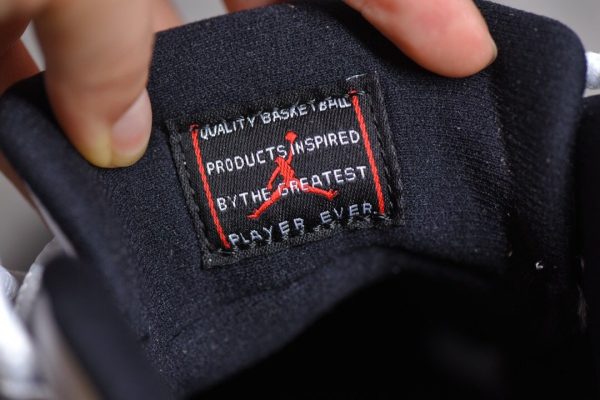 QUALITY BASKETBALL
PRODUCTS INSPIRED
BY THE GREATEST
PLAYER EVER